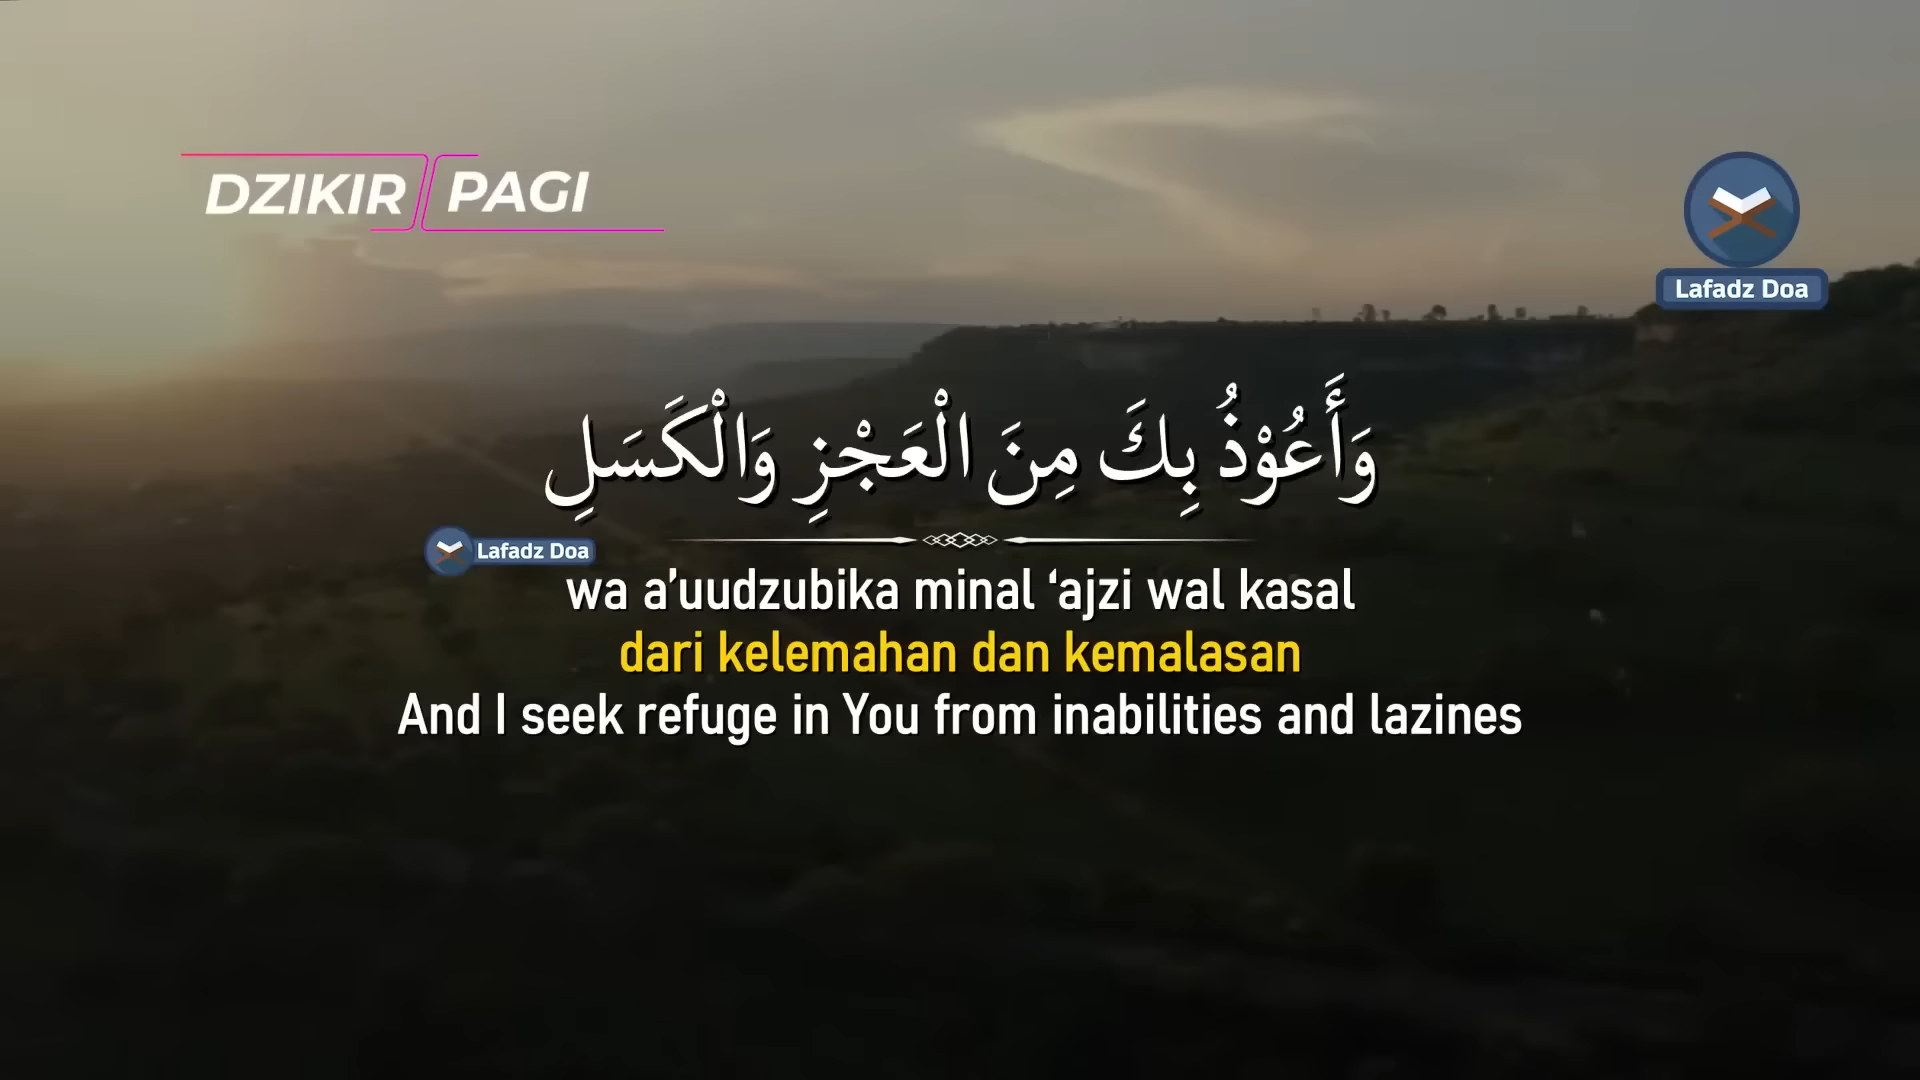 DZIKIR PAGI
Lafadz Doa
وَأَعُوْذُ بِكَ مِنَ الْعَجْزِ وَالْكَسَلِ
Lafadz Doa
wa a’uudzubika minal ‘ajzi wal kasal
dari kelemahan dan kemalasan
And I seek refuge in You from inabilities and lazines